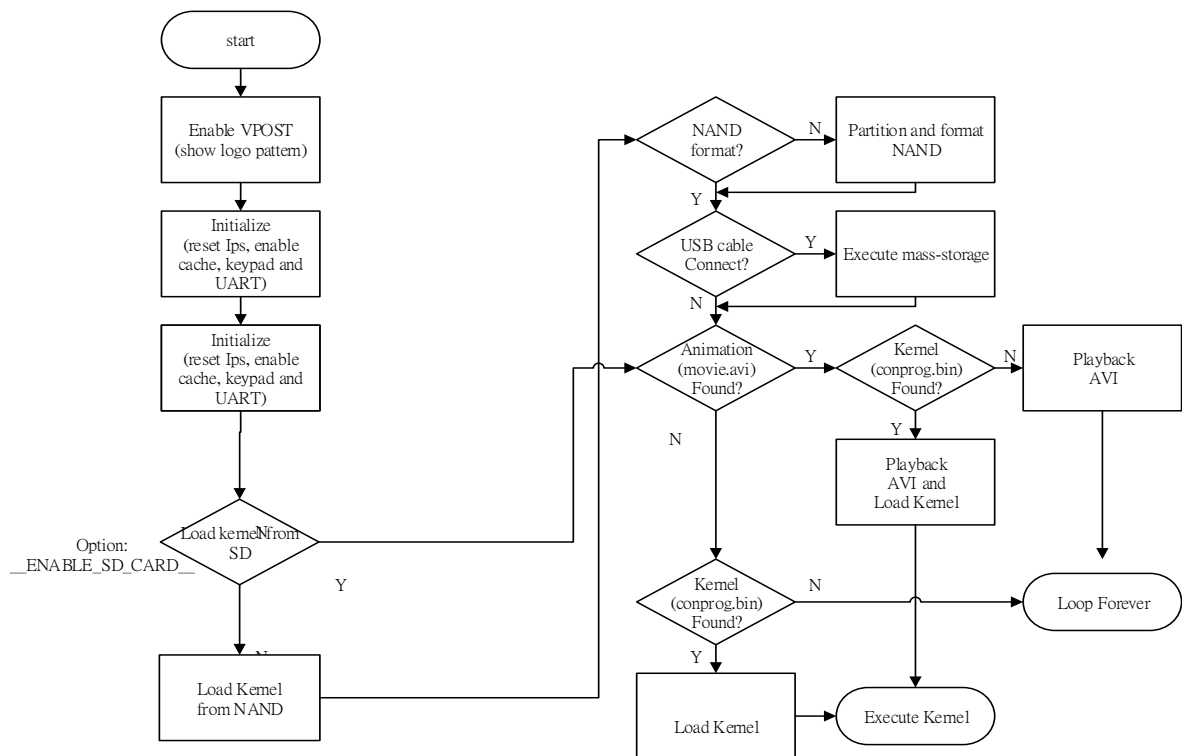 start
Enable VPOST
(show logo pattern)
Initialize
(reset Ips, enable
cache, keypad and
UART)
Initialize
(reset Ips, enable
cache, keypad and
UART)
Load kernel from
SD
N
Option:
__ENABLE_SD_CARD__
Y
N
Load Kernel
from NAND
NAND
format?
N
Partition and format
NAND
Y
USB cable
Connect?
Y
Execute mass-storage
N
Animation
(movie.avi)
Found?
Y
Kernel
(conprog.bin)
Found?
N
Playback
AVI
N
Y
Playback
AVI and
Load Kernel
Kernel
(conprog.bin)
Found?
N
Loop Forever
Y
Load Kernel
Execute Kernel